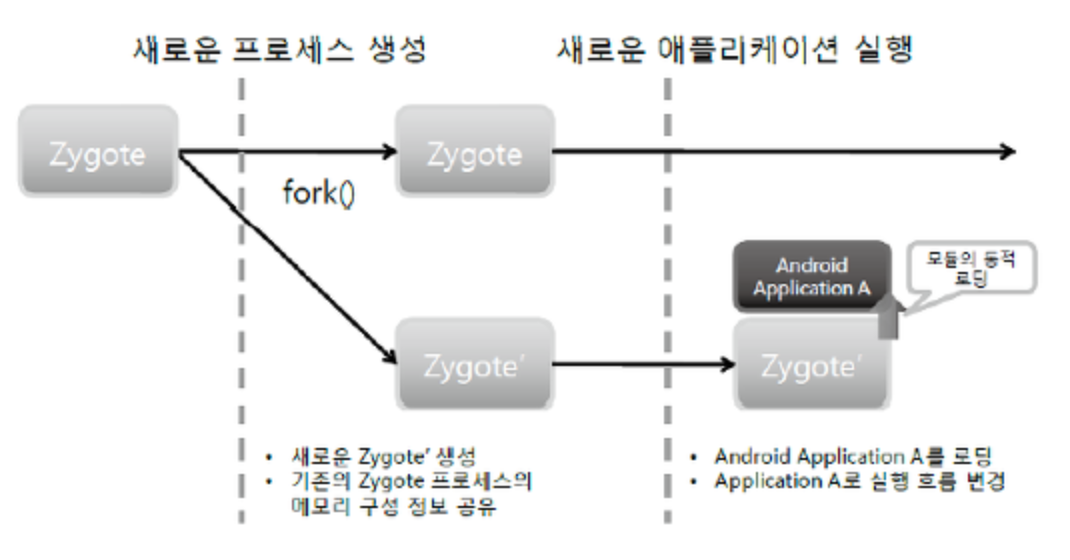 새로운 프로세스 생성
새로운 애플리케이션 실행
Zygote
Zygote
fork()
Android
Application A
모듈의 동적
로딩
Zygote'
Zygote'
• 새로운 Zygote' 생성
• 기존의 Zygote 프로세스의
메모리 구성 정보 공유
• Android Application A를 로딩
• Application A로 실행 흐름 변경